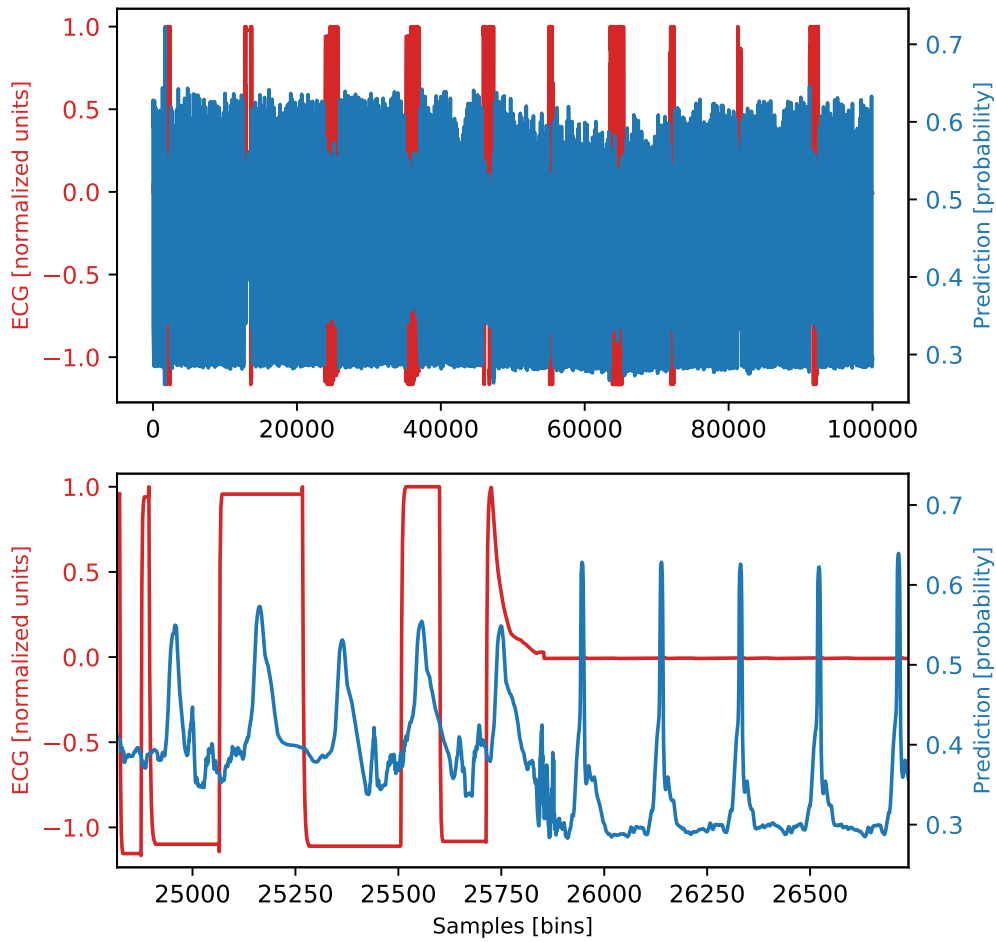 ECG [normalized units]
1.0
0.5
0.0
−0.5
−1.0
0.7
0.6
0.5
0.4
0.3
Prediction [probability]
0 20000 40000 60000 80000 100000
ECG [normalized units]
1.0
0.5
0.0
−0.5
−1.0
0.7
0.6
0.5
0.4
0.3
Prediction [probability]
25000 25250 25500 25750 26000 26250 26500
Samples [bins]